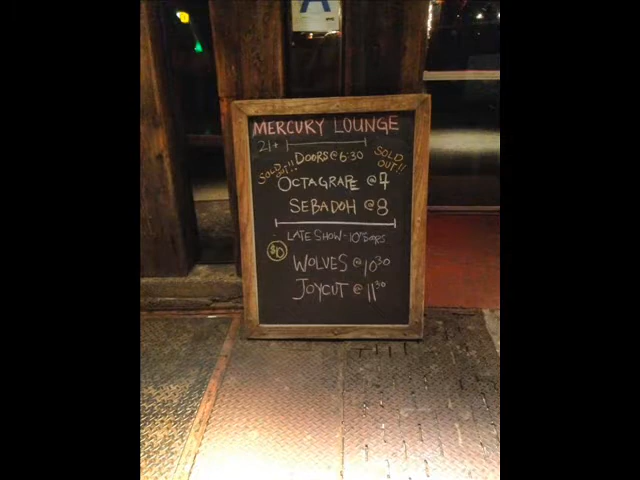 A
MERCURY LOUNGE
21+
DOORS @ 6:30
SOLD OUT!!
SOLD OUT!!
OCTAGRAPE @ 7
SEBADOH @ 8
LATE SHOW - 10 DOORS
$10
WOLVES @ 10:30
JOYCUT @ 11:30